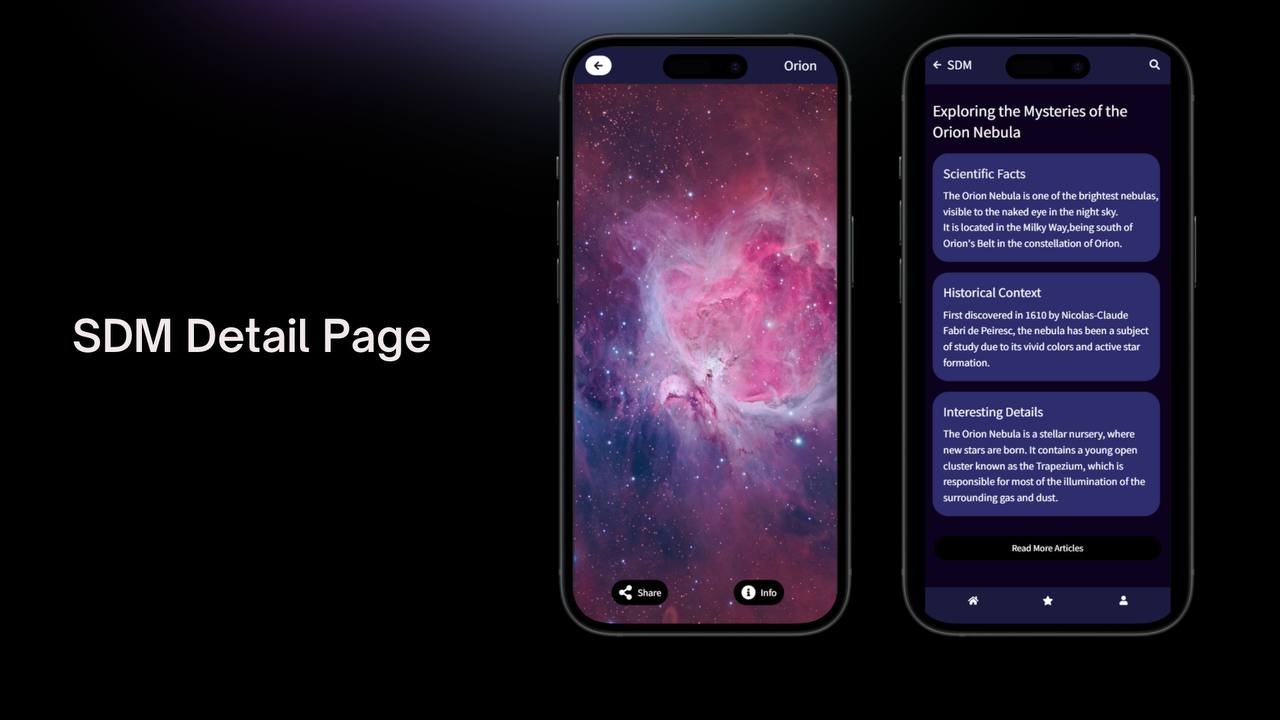 SDM Detail Page
Orion
Share
Info
SDM
Exploring the Mysteries of the
Orion Nebula
Scientific Facts
The Orion Nebula is one of the brightest nebulas,
visible to the naked eye in the night sky.
It is located in the Milky Way,being south of
Orion's Belt in the constellation of Orion.
Historical Context
First discovered in 1610 by Nicolas-Claude
Fabri de Peiresc, the nebula has been a subject
of study due to its vivid colors and active star
formation.
Interesting Details
The Orion Nebula is a stellar nursery, where
new stars are born. It contains a young open
cluster known as the Trapezium, which is
responsible for most of the illumination of the
surrounding gas and dust.
Read More Articles